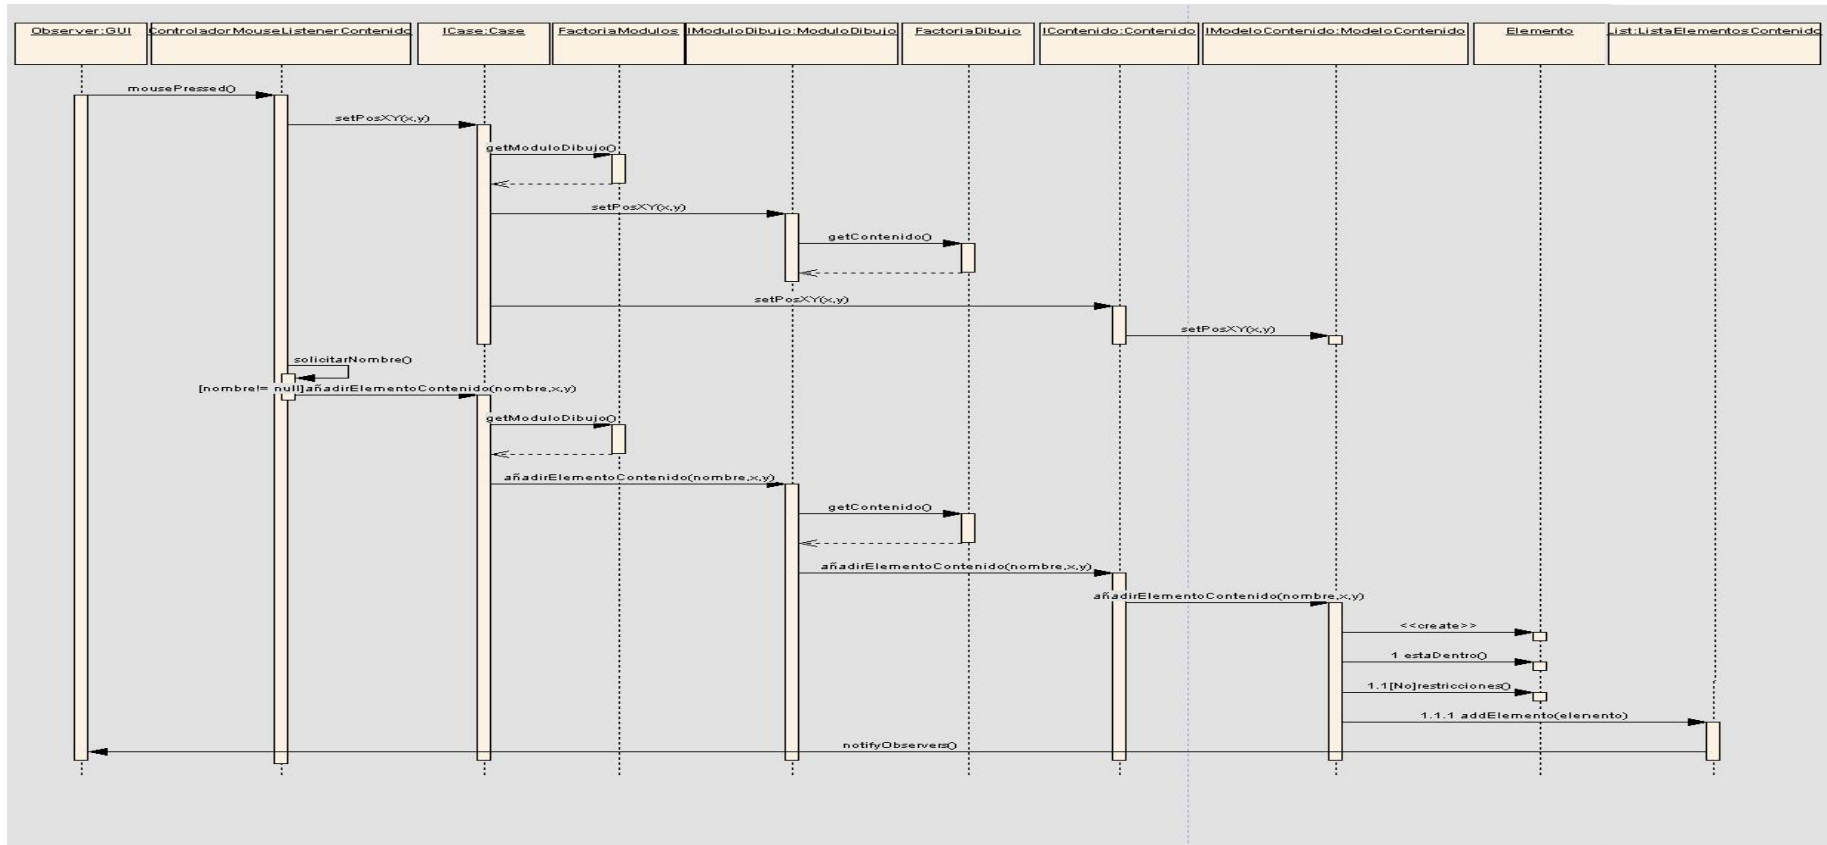 Observer:GUI
ControladorMouseListenerContenido
ICase:Case
FactoriaModulos
IModuloDibujo:ModuloDibujo
FactoriaDibujo
IContenido:Contenido
IModeloContenido:ModeloContenido
Elemento
List:ListaElementosContenido
mousePressed()
setPosXY(x,y)
getModuloDibujo()
setPosXY(x,y)
getContenido()
setPosXY(x,y)
setPosXY(x,y)
solicitarNombre()
[nombre!= null]añadirElementoContenido(nombre,x,y)
getModuloDibujo()
añadirElementoContenido(nombre,x,y)
getContenido()
añadirElementoContenido(nombre,x,y)
añadirElementoContenido(nombre,x,y)
<<create>>
1 estaDentro()
1.1[No]restricciones()
1.1.1 addElemento(elenento)
notifyObservers()